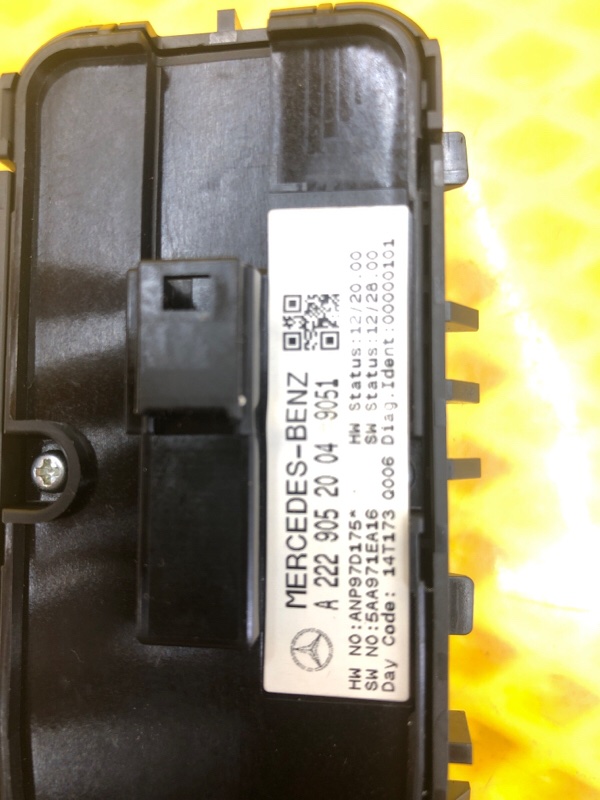 MERCEDES-BENZ
A 222 905 20 04 9051
HW NO:ANP97D175* HW Status:12/20.00
SW NO:5AA971EA16 SW Status:12/28.00
Day Code: 14T173 0006 Diag.Ident:00000101